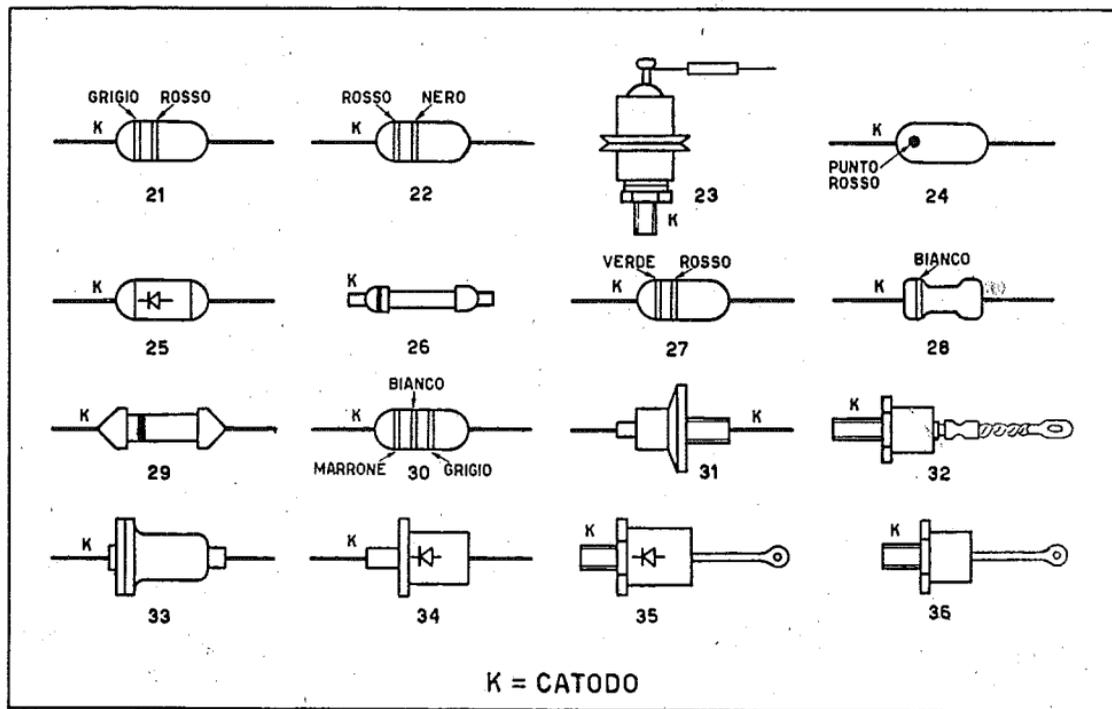 GRIGIO ROSSO
K
21
ROSSO NERO
K
22
K
23
K
PUNTO
ROSSO
24
K
25
K
26
VERDE ROSSO
K
27
BIANCO
K
28
K
29
BIANCO
K
MARRONE GRIGIO
30
K
31
K
32
K
33
K
34
K
35
K
36
K = CATODO